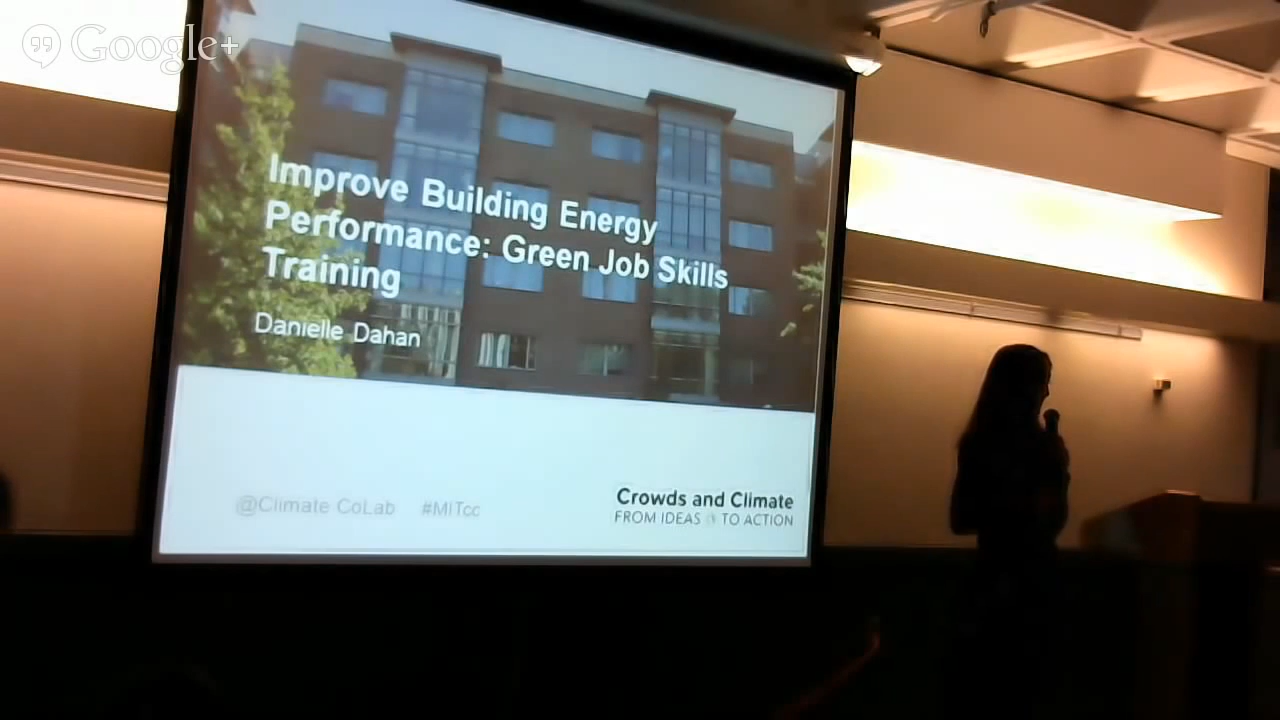 Google+
Improve Building Energy
Performance: Green Job Skills
Training
Danielle Dahan
@Climate CoLab #MITcc
Crowds and Climate
FROM IDEAS TO ACTION